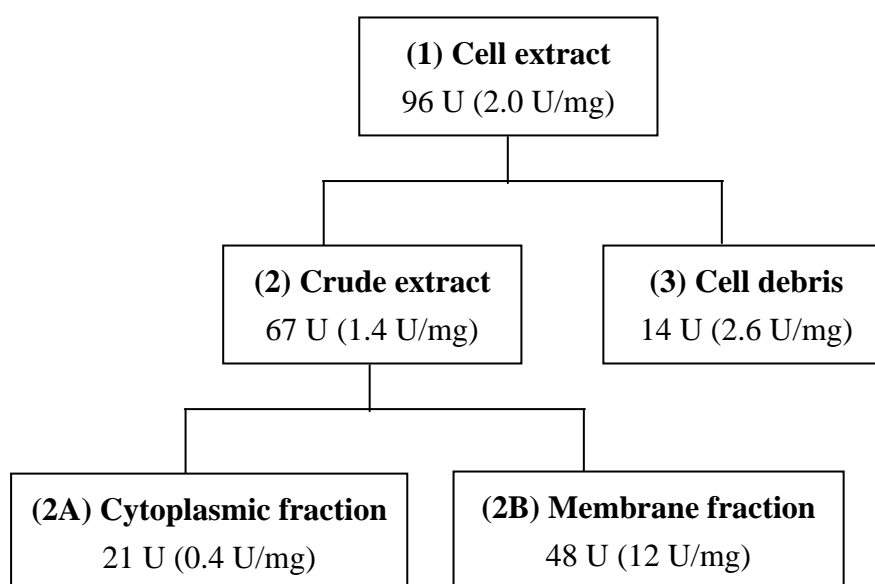 (1) Cell extract
96 U (2.0 U/mg)
(2) Crude extract
67 U (1.4 U/mg)
(3) Cell debris
14 U (2.6 U/mg)
(2A) Cytoplasmic fraction
21 U (0.4 U/mg)
(2B) Membrane fraction
48 U (12 U/mg)